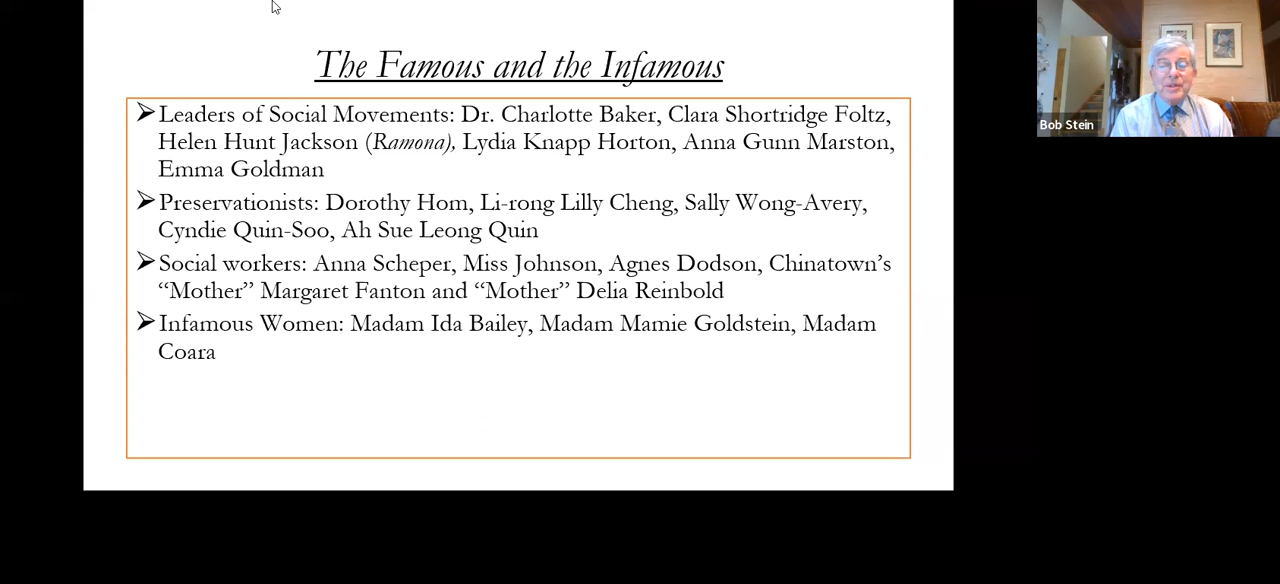 The Famous and the Infamous
➢Leaders of Social Movements: Dr. Charlotte Baker, Clara Shortridge Foltz,
Helen Hunt Jackson (Ramona), Lydia Knapp Horton, Anna Gunn Marston,
Emma Goldman
➢Preservationists: Dorothy Hom, Li-rong Lilly Cheng, Sally Wong-Avery,
Cyndie Quin-Soo, Ah Sue Leong Quin
➢Social workers: Anna Scheper, Miss Johnson, Agnes Dodson, Chinatown’s
“Mother” Margaret Fanton and “Mother” Delia Reinbold
➢Infamous Women: Madam Ida Bailey, Madam Mamie Goldstein, Madam
Coara
Bob Stein